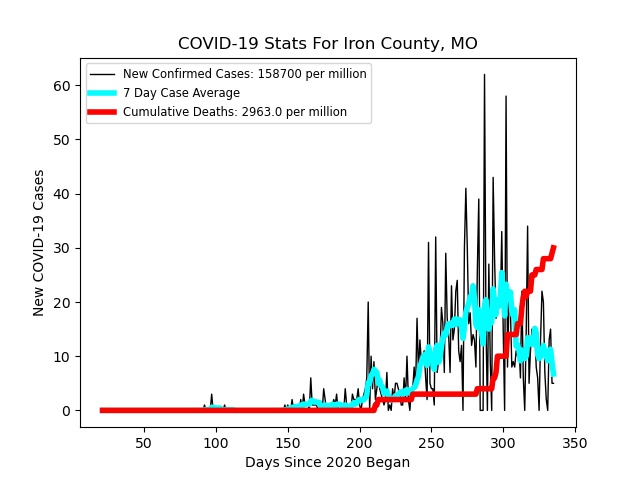 COVID-19 Stats For Iron County, MO
New Confirmed Cases: 158700 per million
7 Day Case Average
Cumulative Deaths: 2963.0 per million
New COVID-19 Cases
60
50
40
30
20
10
0
50 100 150 200 250 300 350
Days Since 2020 Began